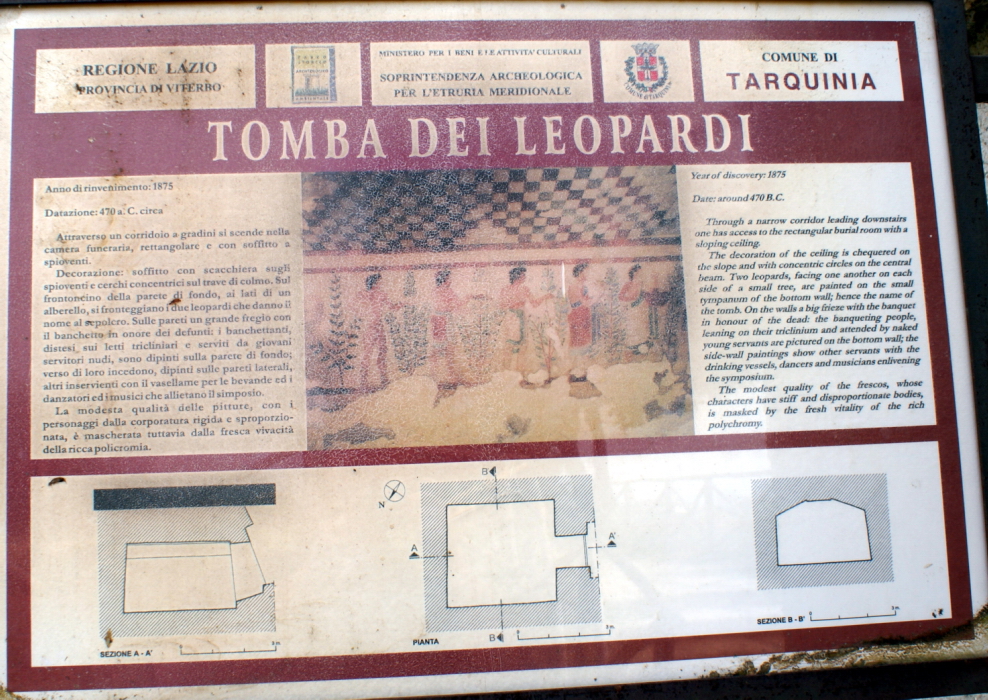 REGIONE LAZIO
PROVINCIA DI VITERBO
MINISTERO PER I BENI E LE ATTIVITA' CULTURALI
SOPRINTENDENZA ARCHEOLOGICA
PER L'ETRURIA MERIDIONALE
COMUNE DI
TARQUINIA
TOMBA DEI LEOPARDI
Anno di rinvenimento: 1875
Datazione: 470 a. C. circa
Attraverso un corridoio a gradini si scende nella
camera funeraria, rettangolare e con soffitto a
spioventi.
Decorazione: soffitto con scacchiera sugli
spioventi e cerchi concentrici sul trave di colmo. Sul
frontoncino della parete di fondo, ai lati di un
alberello, si fronteggiano i due leopardi che danno il
nome al sepolcro. Sulle pareti un grande fregio con
il banchetto in onore dei defunti: i banchettanti,
distesi sui letti tricliniari e serviti da giovani
servitori nudi, sono dipinti sulla parete di fondo;
verso di loro incedono, dipinti sulle pareti laterali,
altri inservienti con il vasellame per le bevande ed i
danzatori ed i musici che allietano il simposio.
La modesta qualità delle pitture, con i
personaggi dalla corporatura rigida e sproporzio-
nata, è mascherata tuttavia dalla fresca vivacità
della ricca policromia.
Year of discovery: 1875
Date: around 470 B.C.
Through a narrow corridor leading downstairs
one has access to the rectangular burial room with a
sloping ceiling.
The decoration of the ceiling is chequered on
the slope and with concentric circles on the central
beam. Two leopards, facing one another on each
side of a small tree, are painted on the small
tympanum of the bottom wall; hence the name of
the tomb. On the walls a big frieze with the banquet
in honour of the dead: the banqueting people,
leaning on their triclinium and attended by naked
young servants are pictured on the bottom wall; the
side-wall paintings show other servants with the
drinking vessels, dancers and musicians enlivening
the symposium.
The modest quality of the frescos, whose
characters have stiff and disproportionate bodies,
is masked by the fresh vitality of the rich
polychromy.
SEZIONE A - A'
3 m.
N
B
A
A'
B'
PIANTA
3 m.
SEZIONE B - B'
0
3 m.